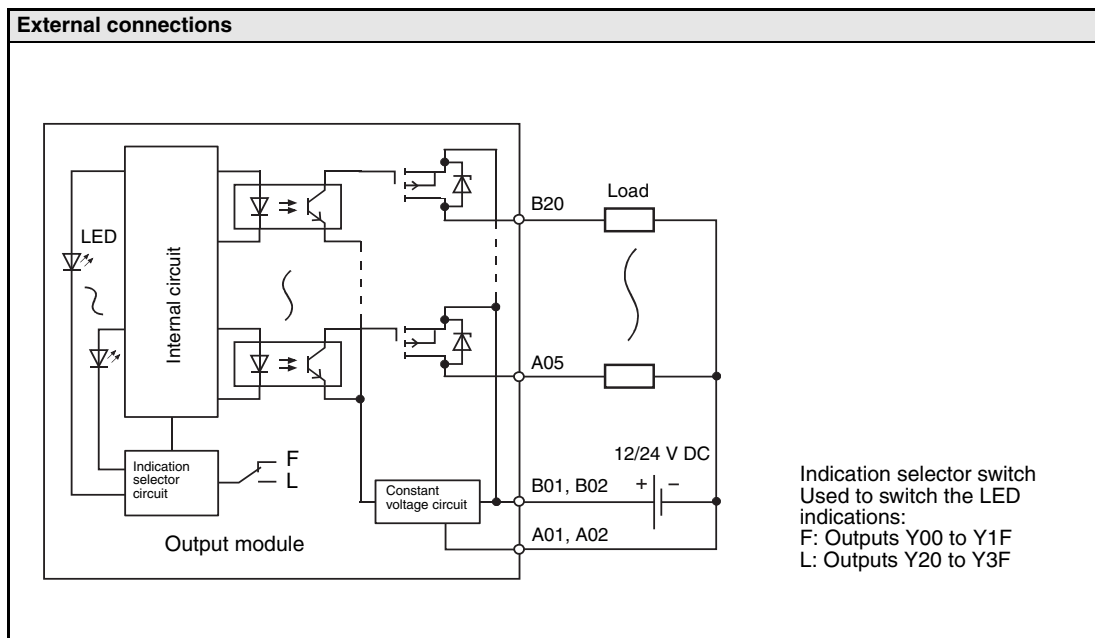 External connections
B20
Load
LED
Internal circuit
A05
12/24 V DC
Indication
selector
circuit
F
L
Constant
voltage circuit
B01, B02
+
−
A01, A02
Output module
Indication selector switch
Used to switch the LED
indications:
F: Outputs Y00 to Y1F
L: Outputs Y20 to Y3F